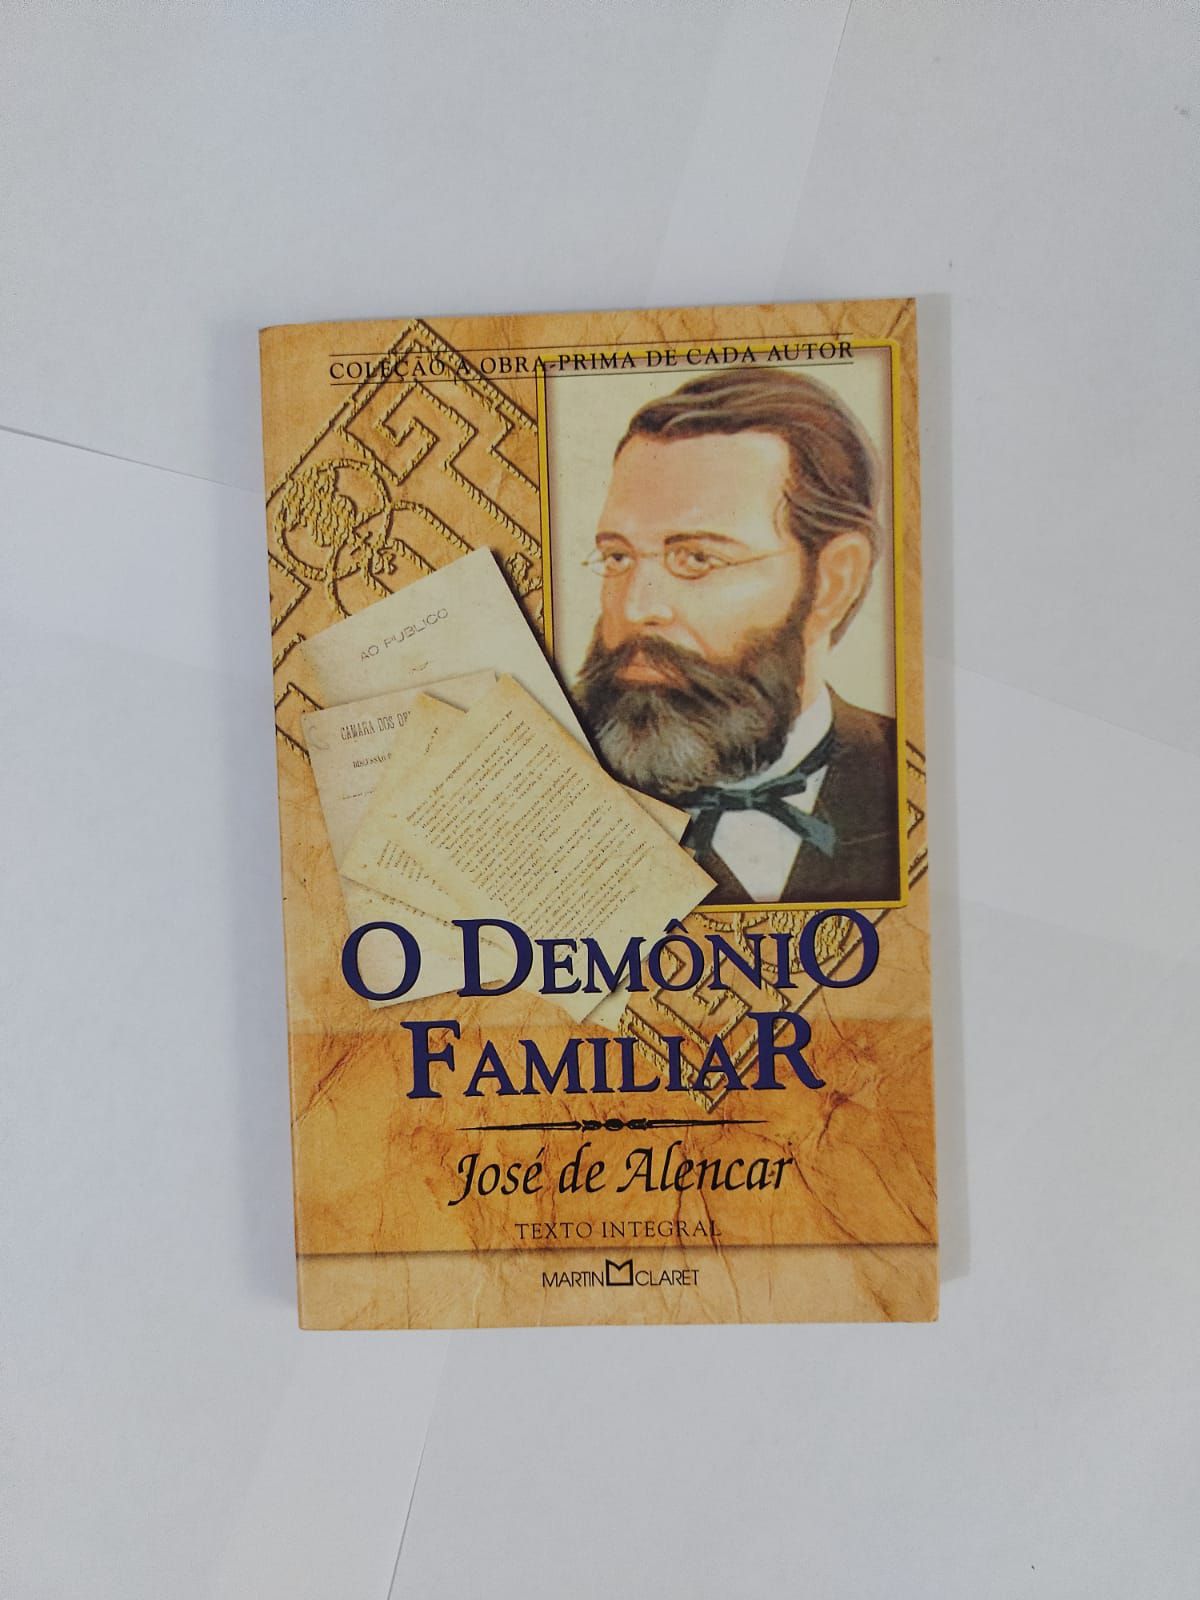 COLEÇÃO A OBRA-PRIMA DE CADA AUTOR
AO PUBLICO
CAMARA DOS
O DEMÔNIO
FAMILIAR
José de Alencar
TEXTO INTEGRAL
MARTIN CLARET